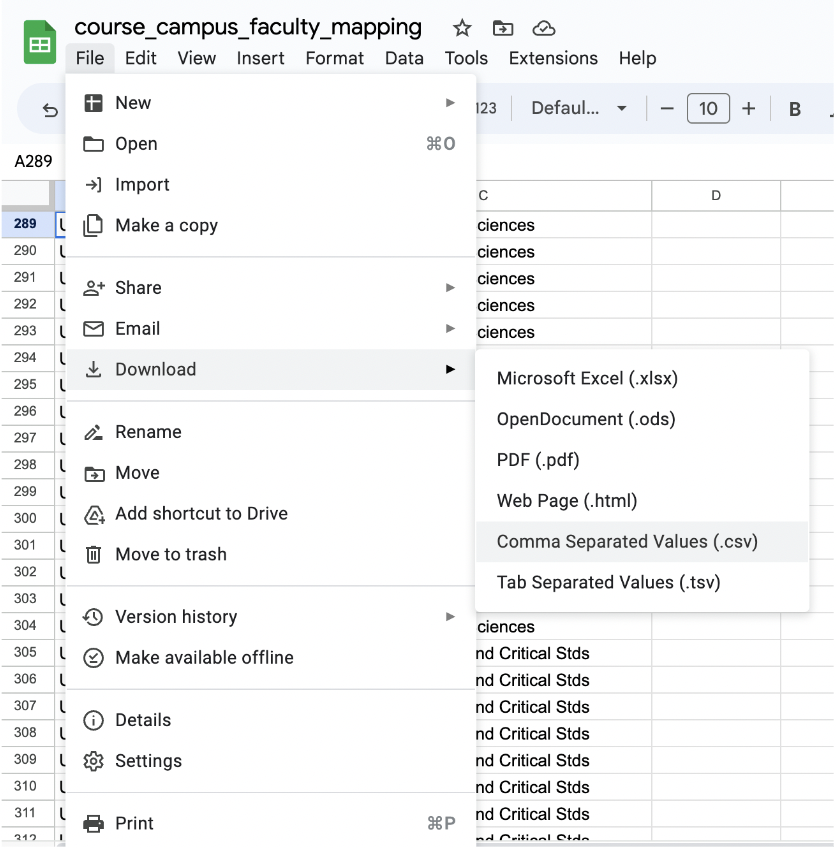 course_campus_faculty_mapping
File Edit View Insert Format Data Tools Extensions Help
123 Defaul... − 10 + B
A289
C D
New
Open ⌘O
Import
Make a copy
Share
Email
Download
Rename
Move
Add shortcut to Drive
Move to trash
Version history
Make available offline
Details
Settings
Print ⌘P
Microsoft Excel (.xlsx)
OpenDocument (.ods)
PDF (.pdf)
Web Page (.html)
Comma Separated Values (.csv)
Tab Separated Values (.tsv)
289 U ciences
290 U ciences
291 U ciences
292 U ciences
293 U ciences
294 U
295 U
296 U
297 U
298 U
299 U
300 U
301 U
302 U
303 U
304 U ciences
305 U nd Critical Stds
306 U nd Critical Stds
307 U nd Critical Stds
308 U nd Critical Stds
309 U nd Critical Stds
310 U nd Critical Stds
311 U nd Critical Stds
312 U nd Critical Stds